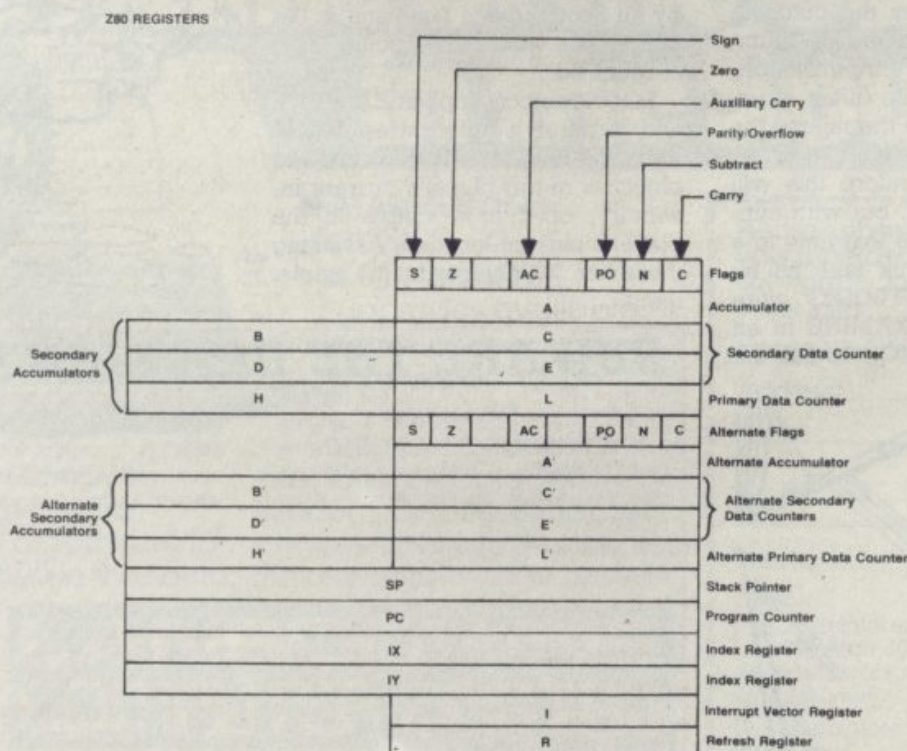 Z80 REGISTERS
Sign
Zero
Auxiliary Carry
Parity/Overflow
Subtract
Carry
S Z AC PO N C Flags
A Accumulator
B C
Secondary Accumulators
D E
Secondary Data Counter
H L Primary Data Counter
S Z AC PO N C Alternate Flags
A' Alternate Accumulator
B' C'
Alternate Secondary Accumulators
D' E'
Alternate Secondary Data Counters
H' L' Alternate Primary Data Counter
SP Stack Pointer
PC Program Counter
IX Index Register
IY Index Register
I Interrupt Vector Register
R Refresh Register